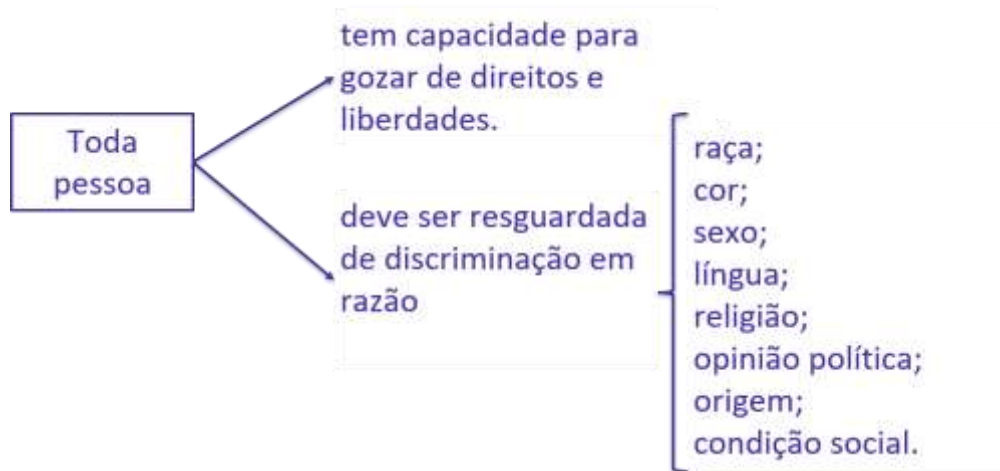 Toda
pessoa
tem capacidade para
gozar de direitos e
liberdades.
deve ser resguardada
de discriminação em
razão
raça;
cor;
sexo;
língua;
religião;
opinião política;
origem;
condição social.